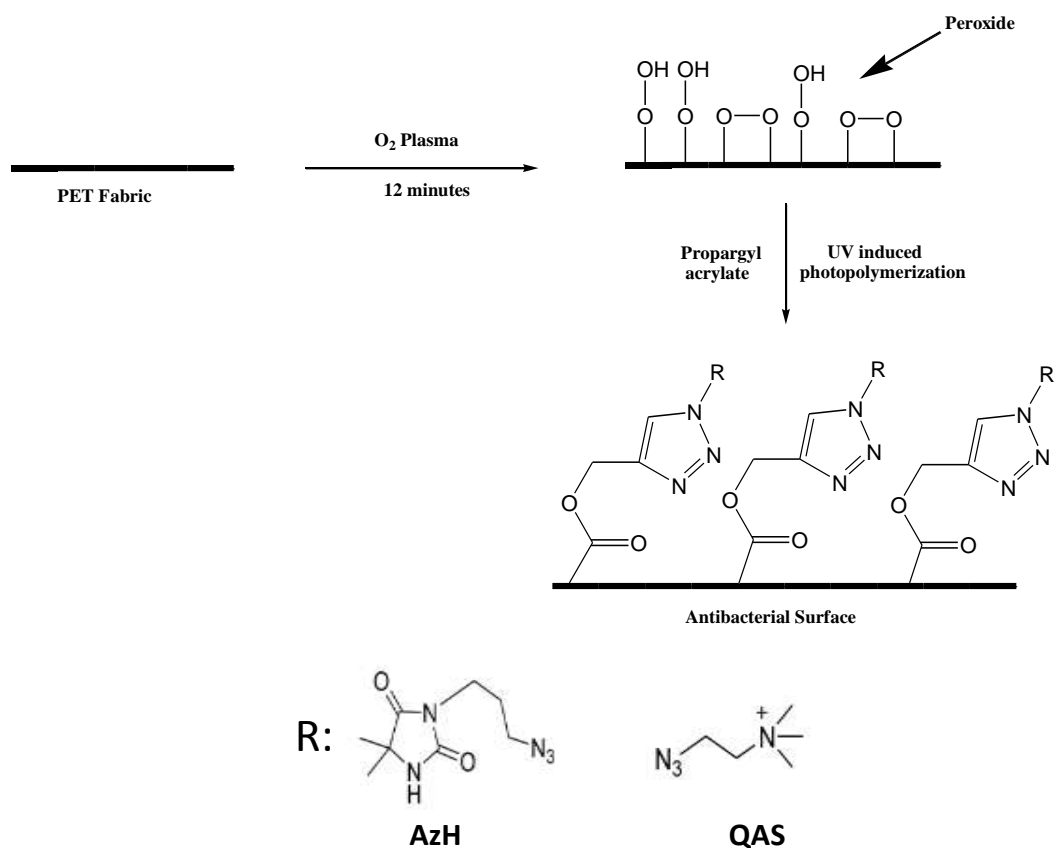 Peroxide
OH OH OH
O O O O O O O
O₂ Plasma
12 minutes
PET Fabric
Propargyl
acrylate
UV induced
photopolymerization
R R R
N N N
N N N
N N N
O O O
O O O
Antibacterial Surface
R:
O
N
N₃
O
N
H
AzH
+
N
N₃
QAS